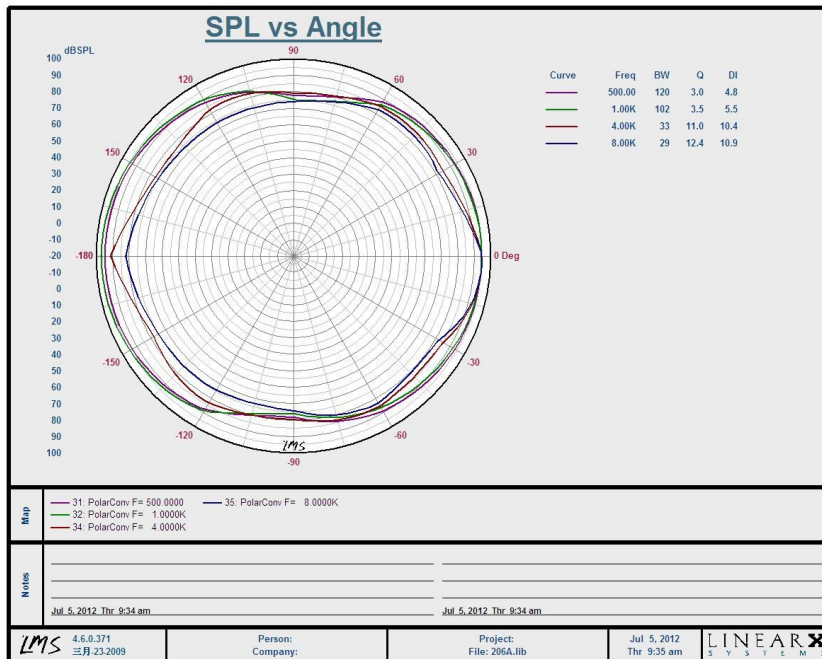 SPL vs Angle
dBSPL
100
90
80
70
60
50
40
30
20
10
0
-10
-20
-10
0
10
20
30
40
50
60
70
80
90
100
90
120
60
150
30
-180
0 Deg
-150
-30
-120
-60
-90
LMS
Curve Freq BW Q DI
500.00 120 3.0 4.8
1.00K 102 3.5 5.5
4.00K 33 11.0 10.4
8.00K 29 12.4 10.9
Map
31: PolarConv F= 500.0000 35: PolarConv F= 8.0000K
32: PolarConv F= 1.0000K
34: PolarConv F= 4.0000K
Notes
Jul 5, 2012 Thr 9:34 am Jul 5, 2012 Thr 9:34 am
LMS 4.6.0.371
三月-23-2009
Person:
Company:
Project:
File: 206A.lib
Jul 5, 2012
Thr 9:35 am
LINEARX
SYSTEMS